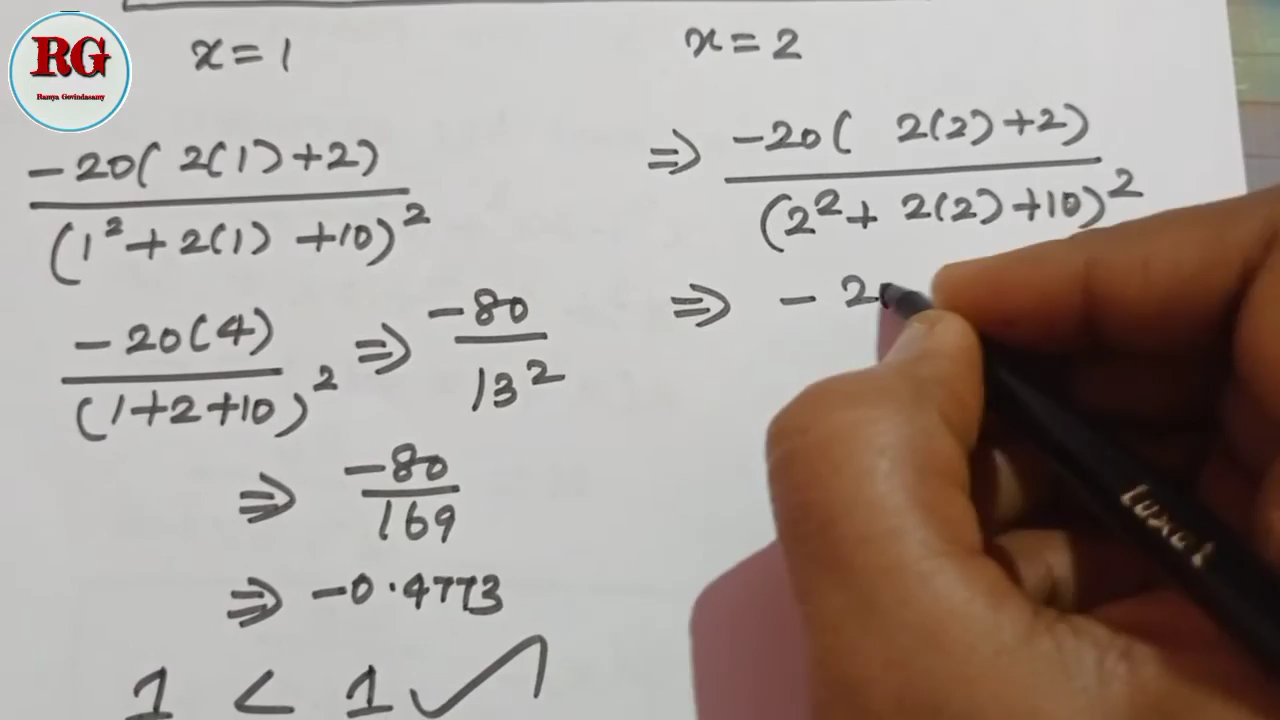 RG
Ramya Govindasamy
x=1
-20( 2(1)+2)
(1²+2(1) +10)²
-20(4)
(1+2+10)²
⇒ -80
13²
⇒ -80
169
⇒ -0.4773
1 < 1 ✓
x=2
⇒ -20( 2(2)+2)
(2²+ 2(2)+10)²
⇒ - 2
luxor